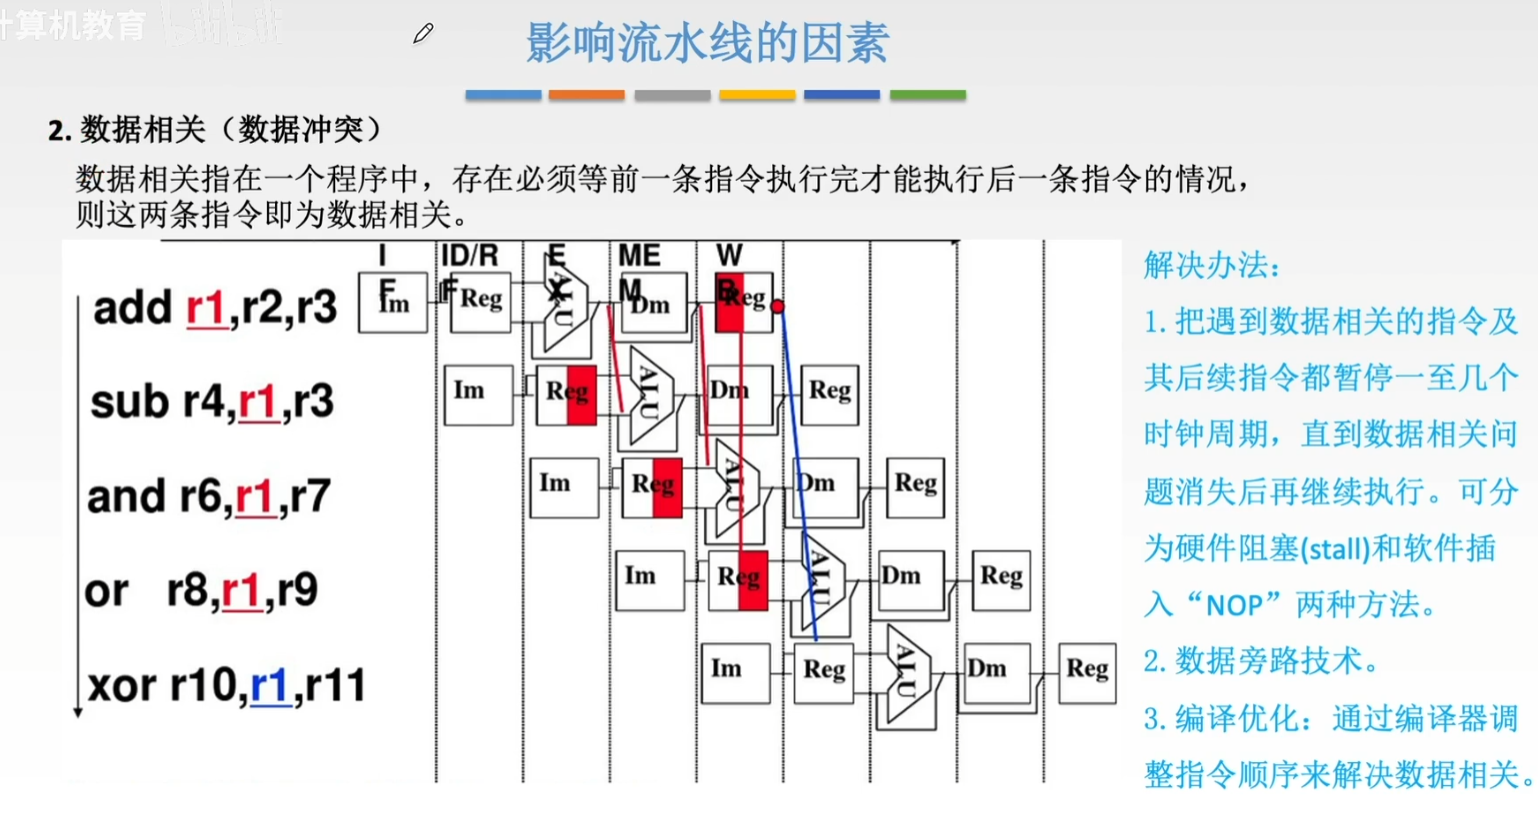 计算机教育 bilibili
影响流水线的因素
2. 数据相关（数据冲突）
数据相关指在一个程序中，存在必须等前一条指令执行完才能执行后一条指令的情况，
则这两条指令即为数据相关。
IF ID/RF EX MEM WB
add r1,r2,r3 Im Reg ALU Dm Reg
sub r4,r1,r3 Im Reg ALU Dm Reg
and r6,r1,r7 Im Reg ALU Dm Reg
or r8,r1,r9 Im Reg ALU Dm Reg
xor r10,r1,r11 Im Reg ALU Dm Reg
解决办法：
1. 把遇到数据相关的指令及
其后续指令都暂停一至几个
时钟周期，直到数据相关问
题消失后再继续执行。可分
为硬件阻塞(stall)和软件插
入“NOP”两种方法。
2. 数据旁路技术。
3. 编译优化：通过编译器调
整指令顺序来解决数据相关。